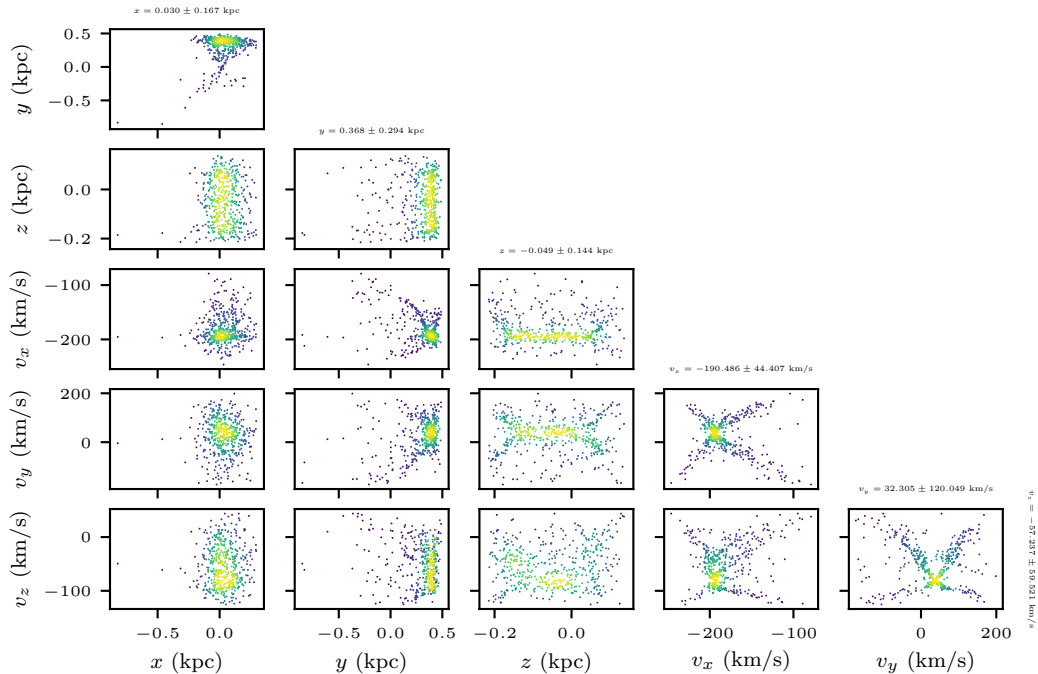 x = 0.030 ± 0.167 kpc
0.5
0.0
−0.5
y (kpc)
y = 0.368 ± 0.294 kpc
0.0
−0.2
z (kpc)
z = −0.049 ± 0.144 kpc
−100
−200
v_x (km/s)
v_x = −190.486 ± 44.407 km/s
200
0
v_y (km/s)
v_y = 32.305 ± 120.049 km/s
v_z = −57.237 ± 59.521 km/s
0
−100
v_z (km/s)
−0.5 0.0
−0.5 0.0 0.5
−0.2 0.0
−200 −100
0 200
x (kpc)
y (kpc)
z (kpc)
v_x (km/s)
v_y (km/s)